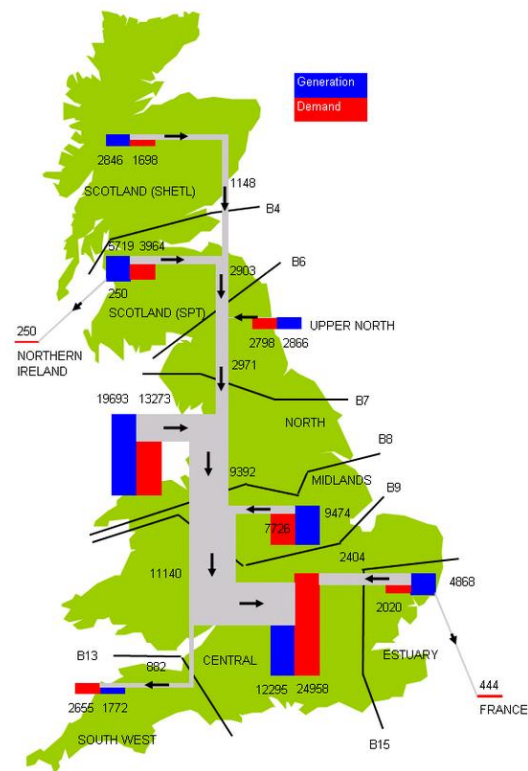 Generation
Demand
2846 1698
SCOTLAND (SHETL)
1148
B4
5719 3964
2903
B6
250
SCOTLAND (SPT)
250
NORTHERN
IRELAND
2798 2866
UPPER NORTH
2971
19693 13273
B7
NORTH
B8
9392
MIDLANDS
B9
7726
9474
2404
11140
4868
2020
B13
882
CENTRAL
ESTUARY
2655 1772
12295 24958
444
FRANCE
SOUTH WEST
B15